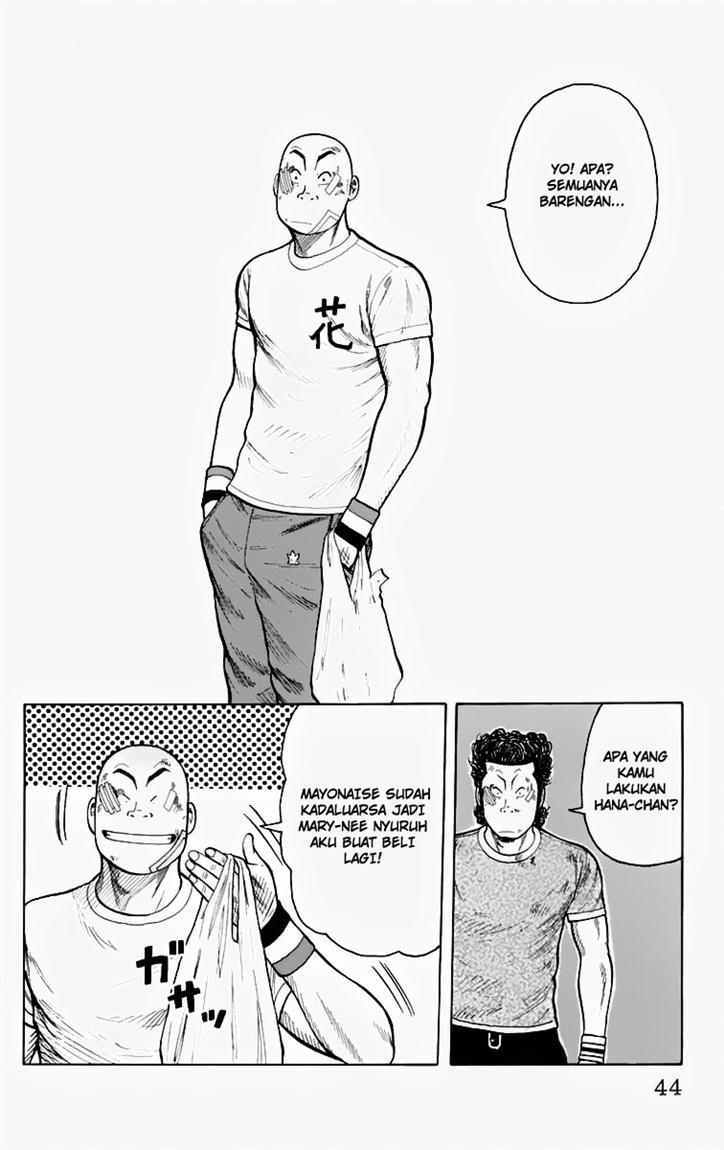 YO! APA?
SEMUANYA
BARENGAN...
花
APA YANG
KAMU
LAKUKAN
HANA-CHAN?
MAYONAISE SUDAH
KADALUARSA JADI
MARY-NEE NYURUH
AKU BUAT BELI
LAGI!
ガサッ
44